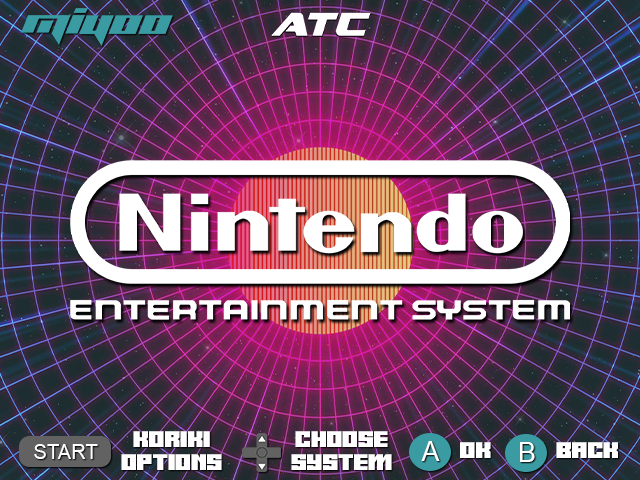 miyoo
ATC
Nintendo
ENTERTAINMENT SYSTEM
START
KORIKI
OPTIONS
CHOOSE
SYSTEM
A
OK
B
BACK